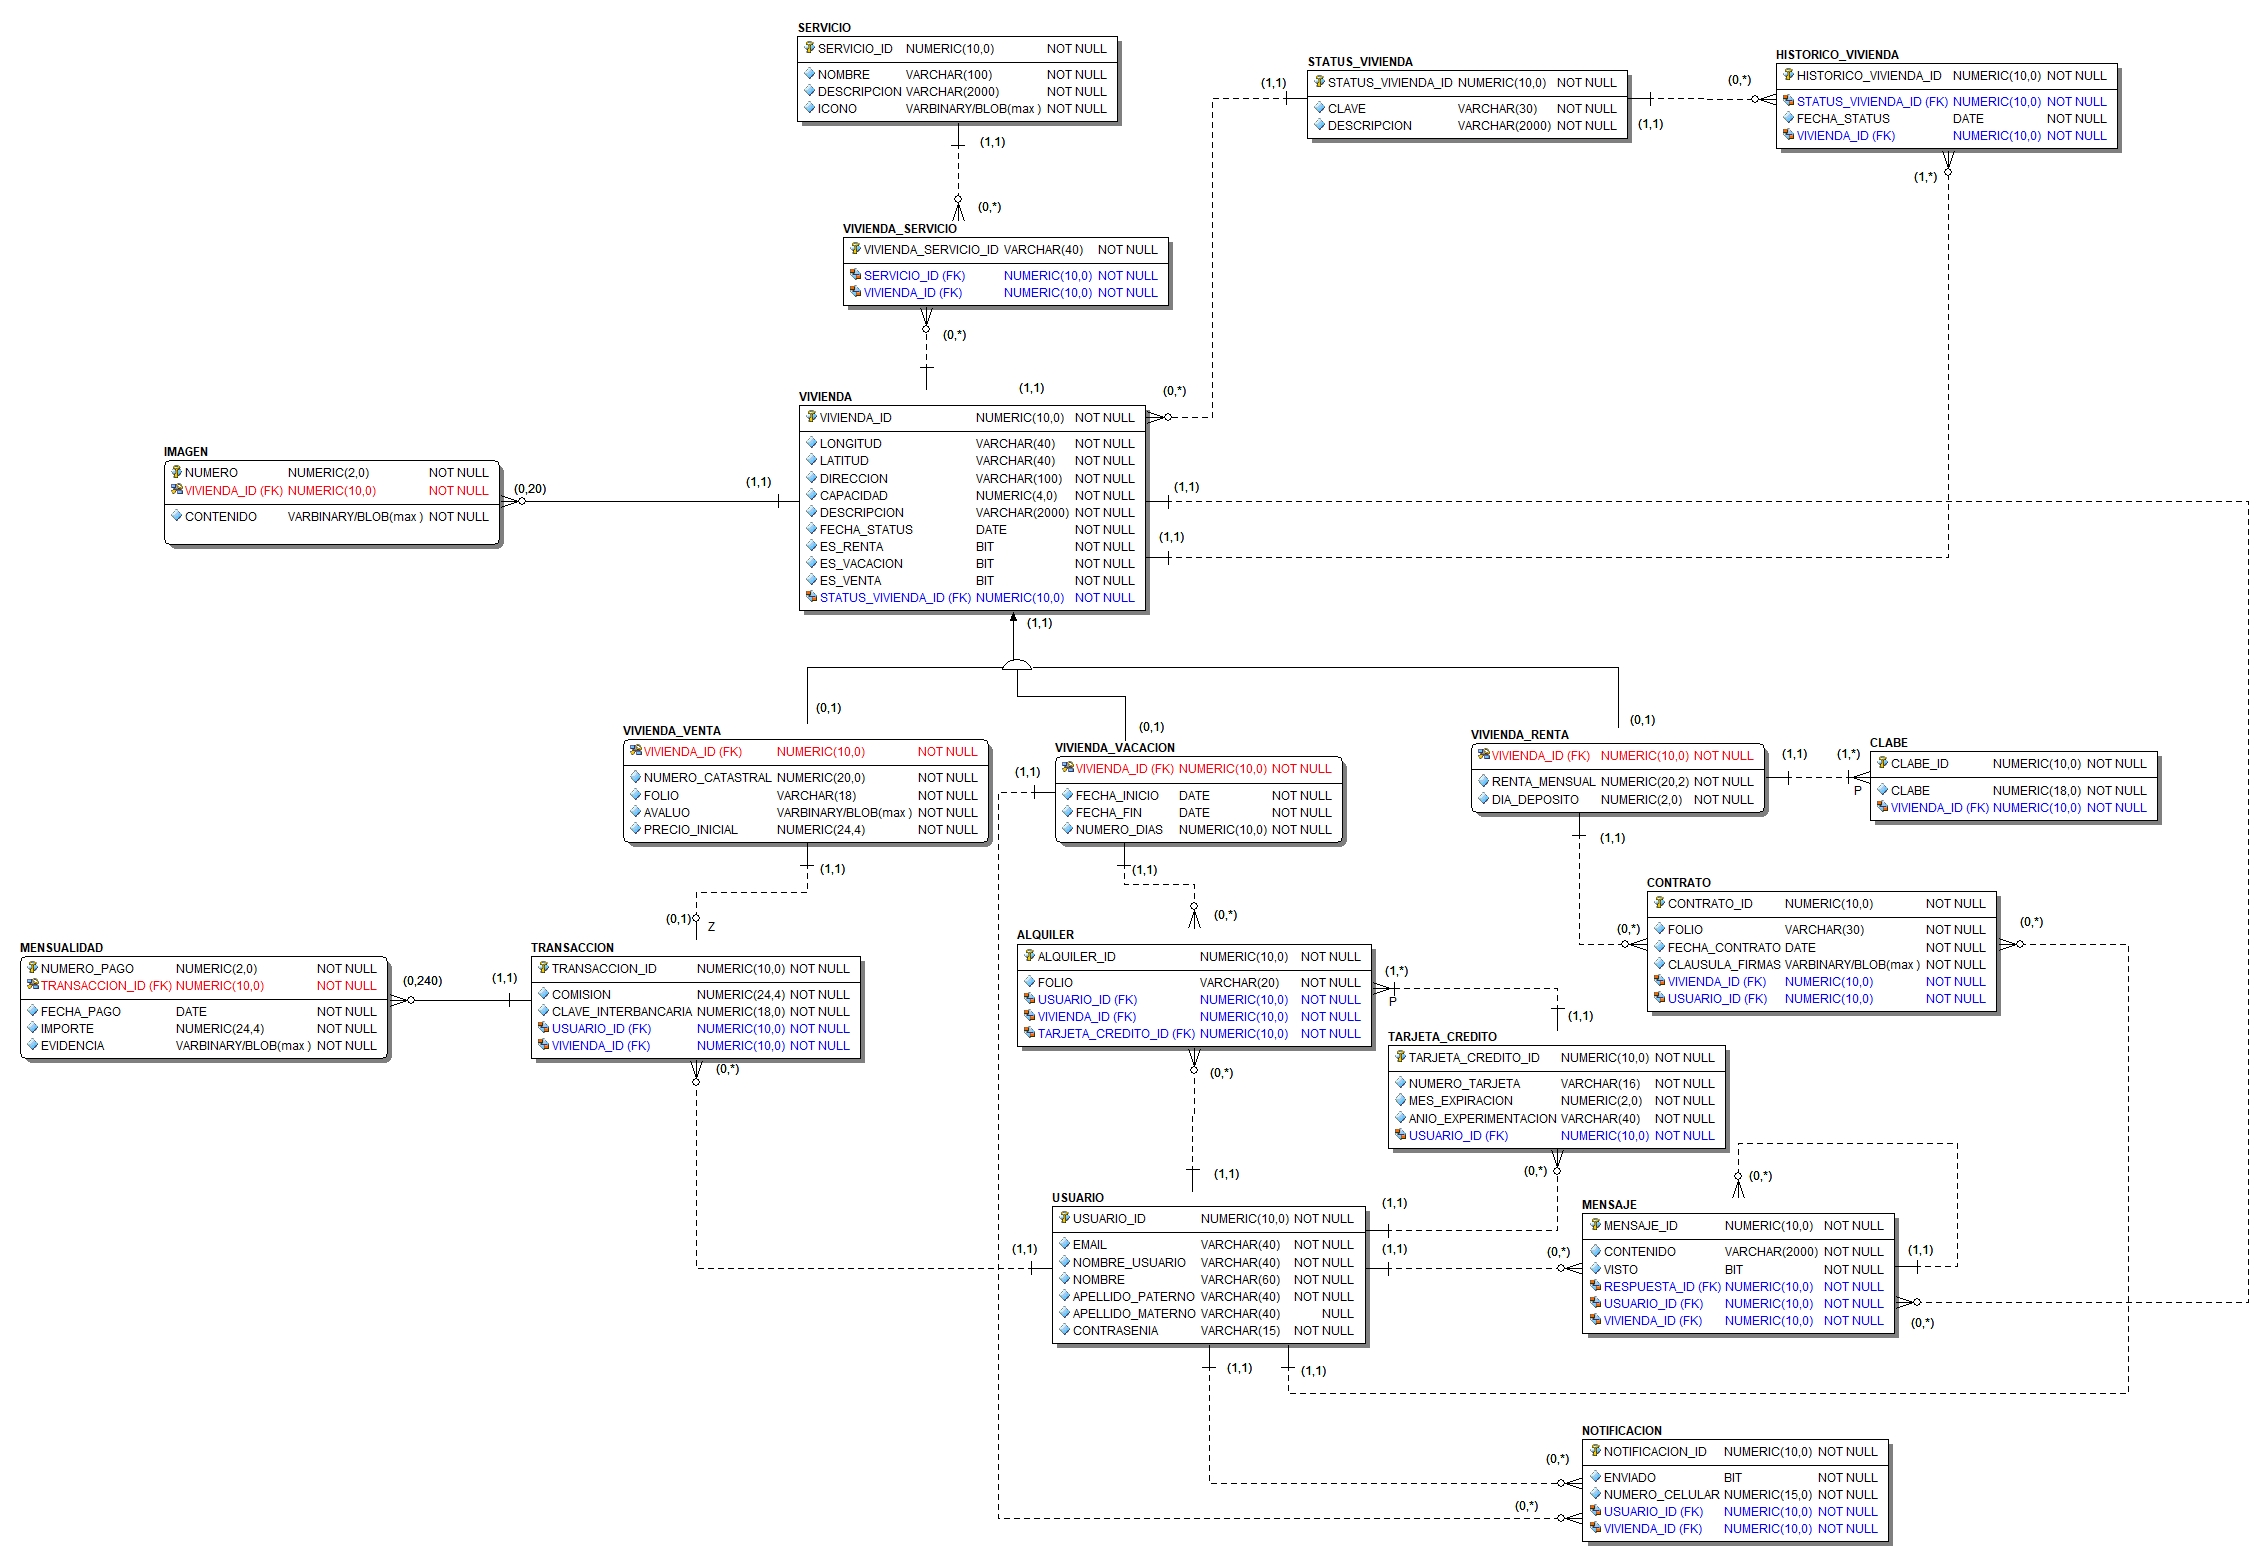 SERVICIO
SERVICIO_ID NUMERIC(10,0) NOT NULL
NOMBRE VARCHAR(100) NOT NULL
DESCRIPCION VARCHAR(2000) NOT NULL
ICONO VARBINARY/BLOB(max ) NOT NULL
(1,1)
(0,*)
STATUS_VIVIENDA
STATUS_VIVIENDA_ID NUMERIC(10,0) NOT NULL
CLAVE VARCHAR(30) NOT NULL
DESCRIPCION VARCHAR(2000) NOT NULL
(1,1)
(1,1)
(0,*)
HISTORICO_VIVIENDA
HISTORICO_VIVIENDA_ID NUMERIC(10,0) NOT NULL
STATUS_VIVIENDA_ID (FK) NUMERIC(10,0) NOT NULL
FECHA_STATUS DATE NOT NULL
VIVIENDA_ID (FK) NUMERIC(10,0) NOT NULL
(1,*)
VIVIENDA_SERVICIO
VIVIENDA_SERVICIO_ID VARCHAR(40) NOT NULL
SERVICIO_ID (FK) NUMERIC(10,0) NOT NULL
VIVIENDA_ID (FK) NUMERIC(10,0) NOT NULL
(0,*)
(1,1)
(0,*)
VIVIENDA
VIVIENDA_ID NUMERIC(10,0) NOT NULL
LONGITUD VARCHAR(40) NOT NULL
LATITUD VARCHAR(40) NOT NULL
DIRECCION VARCHAR(100) NOT NULL
CAPACIDAD NUMERIC(4,0) NOT NULL
DESCRIPCION VARCHAR(2000) NOT NULL
FECHA_STATUS DATE NOT NULL
ES_RENTA BIT NOT NULL
ES_VACACION BIT NOT NULL
ES_VENTA BIT NOT NULL
STATUS_VIVIENDA_ID (FK) NUMERIC(10,0) NOT NULL
(1,1)
(1,1)
(1,1)
IMAGEN
NUMERO NUMERIC(2,0) NOT NULL
VIVIENDA_ID (FK) NUMERIC(10,0) NOT NULL
CONTENIDO VARBINARY/BLOB(max ) NOT NULL
(0,20)
(1,1)
(0,1)
(0,1)
(0,1)
VIVIENDA_VENTA
VIVIENDA_ID (FK) NUMERIC(10,0) NOT NULL
NUMERO_CATASTRAL NUMERIC(20,0) NOT NULL
FOLIO VARCHAR(18) NOT NULL
AVALUO VARBINARY/BLOB(max ) NOT NULL
PRECIO_INICIAL NUMERIC(24,4) NOT NULL
(1,1)
(0,1)
Z
VIVIENDA_VACACION
VIVIENDA_ID (FK) NUMERIC(10,0) NOT NULL
FECHA_INICIO DATE NOT NULL
FECHA_FIN DATE NOT NULL
NUMERO_DIAS NUMERIC(10,0) NOT NULL
(1,1)
(1,1)
(0,*)
VIVIENDA_RENTA
VIVIENDA_ID (FK) NUMERIC(10,0) NOT NULL
RENTA_MENSUAL NUMERIC(20,2) NOT NULL
DIA_DEPOSITO NUMERIC(2,0) NOT NULL
(1,1)
(1,*)
P
(1,1)
CLABE
CLABE_ID NUMERIC(10,0) NOT NULL
CLABE NUMERIC(18,0) NOT NULL
VIVIENDA_ID (FK) NUMERIC(10,0) NOT NULL
CONTRATO
CONTRATO_ID NUMERIC(10,0) NOT NULL
FOLIO VARCHAR(30) NOT NULL
FECHA_CONTRATO DATE NOT NULL
CLAUSULA_FIRMAS VARBINARY/BLOB(max ) NOT NULL
VIVIENDA_ID (FK) NUMERIC(10,0) NOT NULL
USUARIO_ID (FK) NUMERIC(10,0) NOT NULL
(0,*)
(0,*)
MENSUALIDAD
NUMERO_PAGO NUMERIC(2,0) NOT NULL
TRANSACCION_ID (FK) NUMERIC(10,0) NOT NULL
FECHA_PAGO DATE NOT NULL
IMPORTE NUMERIC(24,4) NOT NULL
EVIDENCIA VARBINARY/BLOB(max ) NOT NULL
(0,240)
(1,1)
TRANSACCION
TRANSACCION_ID NUMERIC(10,0) NOT NULL
COMISION NUMERIC(24,4) NOT NULL
CLAVE_INTERBANCARIA NUMERIC(18,0) NOT NULL
USUARIO_ID (FK) NUMERIC(10,0) NOT NULL
VIVIENDA_ID (FK) NUMERIC(10,0) NOT NULL
(0,*)
ALQUILER
ALQUILER_ID NUMERIC(10,0) NOT NULL
FOLIO VARCHAR(20) NOT NULL
USUARIO_ID (FK) NUMERIC(10,0) NOT NULL
VIVIENDA_ID (FK) NUMERIC(10,0) NOT NULL
TARJETA_CREDITO_ID (FK) NUMERIC(10,0) NOT NULL
(1,*)
P
(1,1)
(0,*)
TARJETA_CREDITO
TARJETA_CREDITO_ID NUMERIC(10,0) NOT NULL
NUMERO_TARJETA VARCHAR(16) NOT NULL
MES_EXPIRACION NUMERIC(2,0) NOT NULL
ANIO_EXPERIMENTACION VARCHAR(40) NOT NULL
USUARIO_ID (FK) NUMERIC(10,0) NOT NULL
(0,*)
(1,1)
USUARIO
USUARIO_ID NUMERIC(10,0) NOT NULL
EMAIL VARCHAR(40) NOT NULL
NOMBRE_USUARIO VARCHAR(40) NOT NULL
NOMBRE VARCHAR(60) NOT NULL
APELLIDO_PATERNO VARCHAR(40) NOT NULL
APELLIDO_MATERNO VARCHAR(40) NULL
CONTRASENIA VARCHAR(15) NOT NULL
(1,1)
(1,1)
(1,1)
(1,1)
(1,1)
(0,*)
MENSAJE
MENSAJE_ID NUMERIC(10,0) NOT NULL
CONTENIDO VARCHAR(2000) NOT NULL
VISTO BIT NOT NULL
RESPUESTA_ID (FK) NUMERIC(10,0) NOT NULL
USUARIO_ID (FK) NUMERIC(10,0) NOT NULL
VIVIENDA_ID (FK) NUMERIC(10,0) NOT NULL
(0,*)
(1,1)
(0,*)
NOTIFICACION
NOTIFICACION_ID NUMERIC(10,0) NOT NULL
ENVIADO BIT NOT NULL
NUMERO_CELULAR NUMERIC(15,0) NOT NULL
USUARIO_ID (FK) NUMERIC(10,0) NOT NULL
VIVIENDA_ID (FK) NUMERIC(10,0) NOT NULL
(0,*)
(0,*)